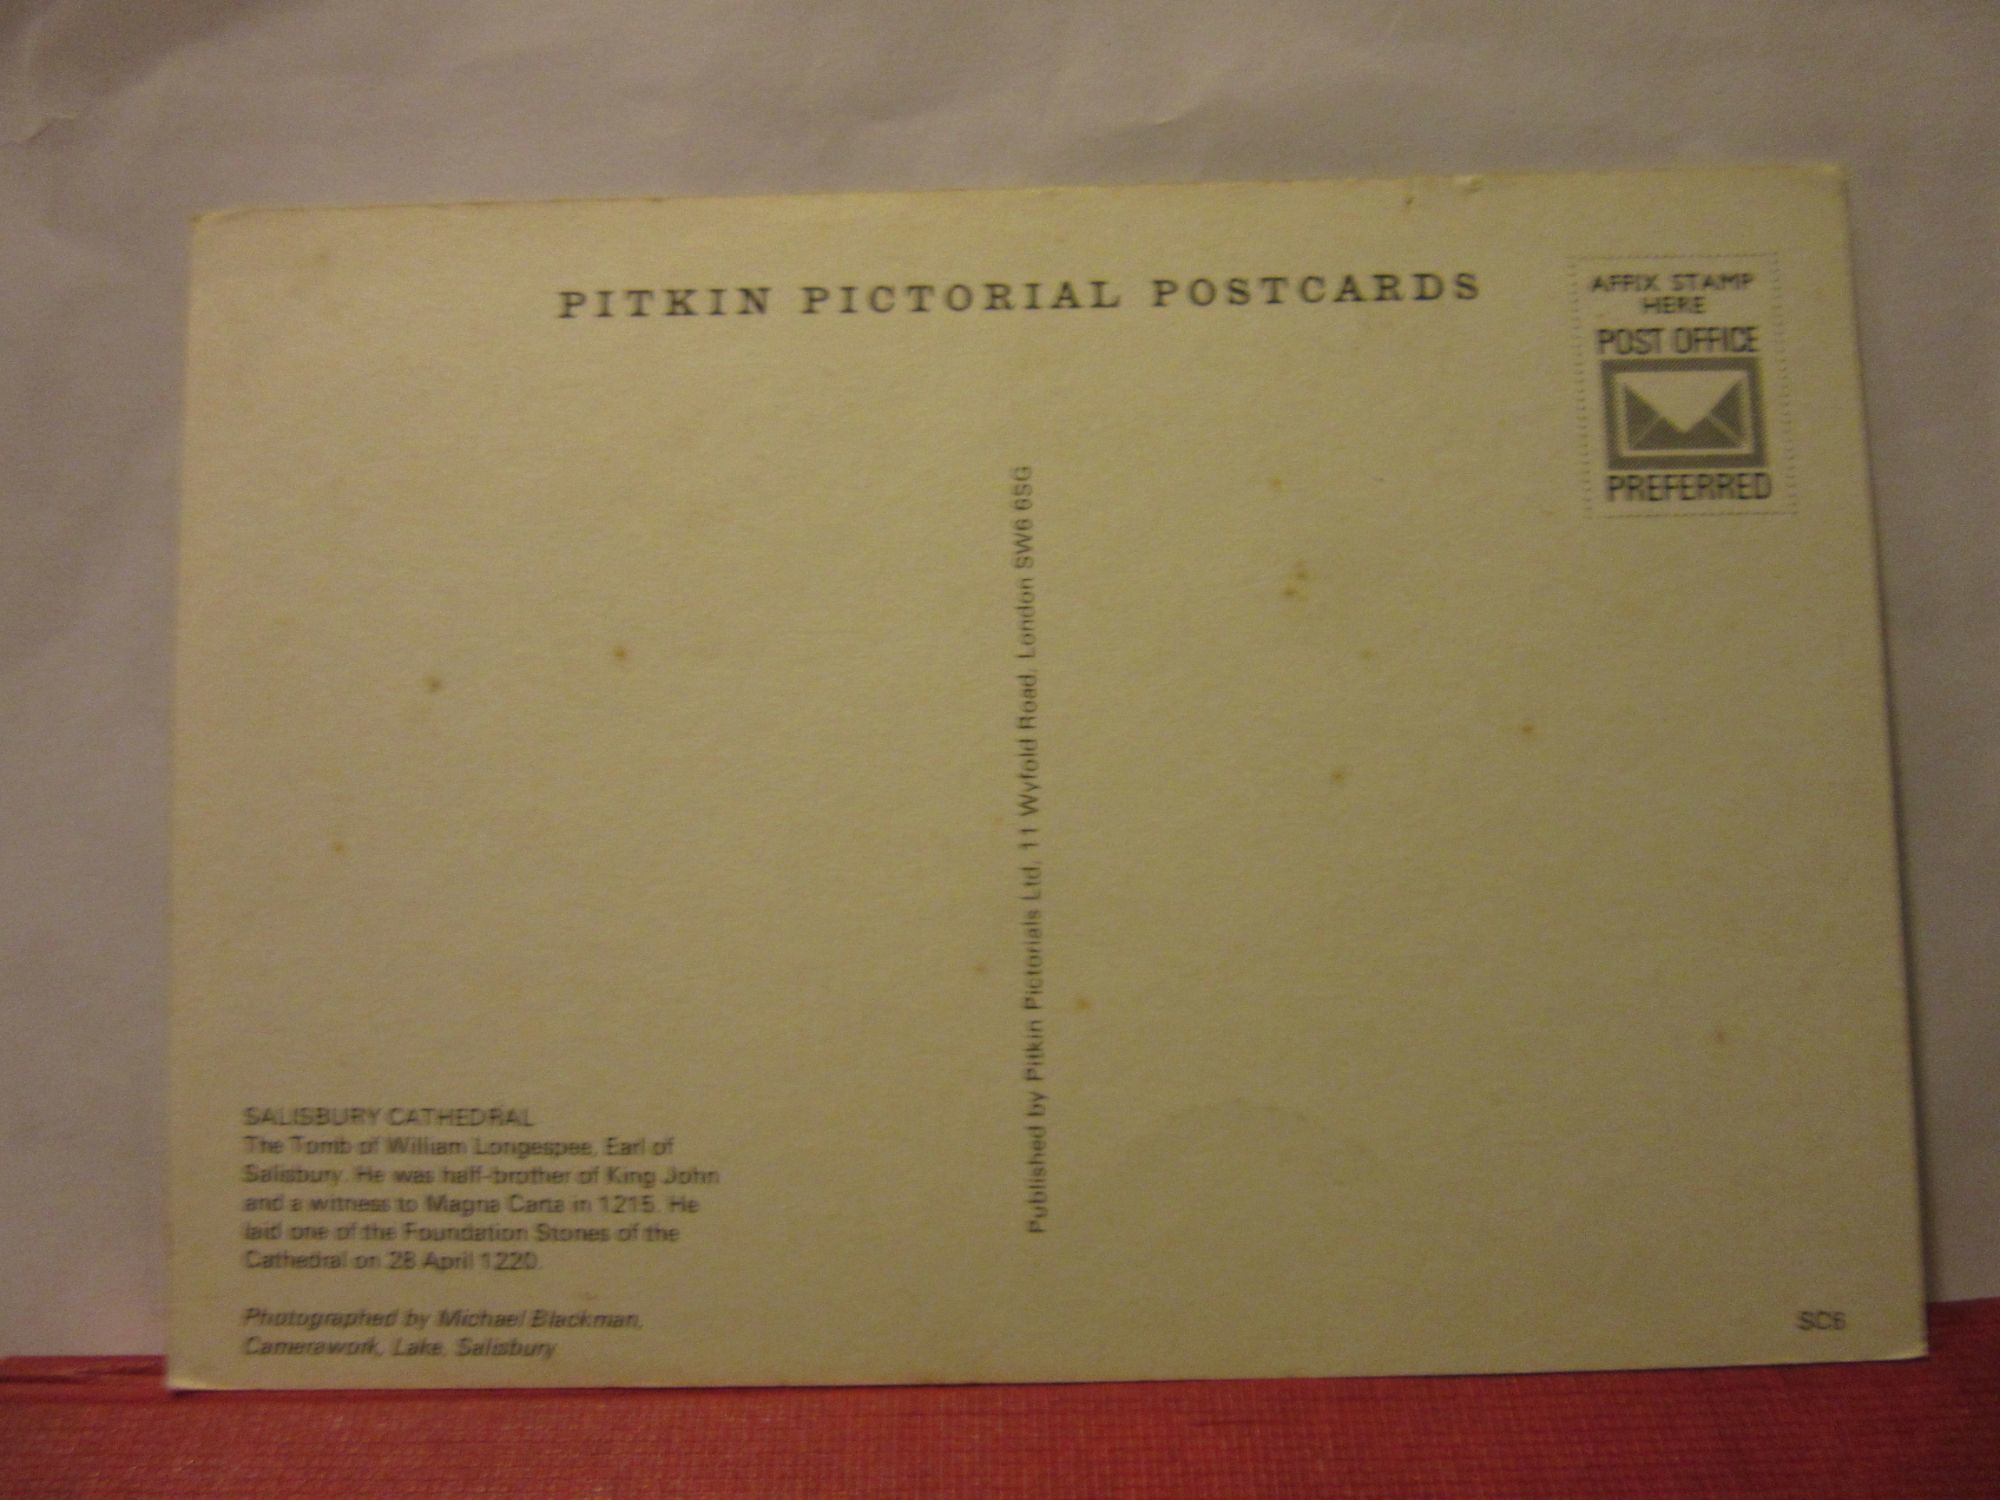 PITKIN PICTORIAL POSTCARDS
AFFIX STAMP
HERE
POST OFFICE
PREFERRED
Published by Pitkin Pictorials Ltd, 11 Wyfold Road, London SW6 6SG
SALISBURY CATHEDRAL
The Tomb of William Longespee, Earl of
Salisbury. He was half-brother of King John
and a witness to Magna Carta in 1215. He
laid one of the Foundation Stones of the
Cathedral on 28 April 1220.
Photographed by Michael Blackman,
Camerawork, Lake, Salisbury
SC6